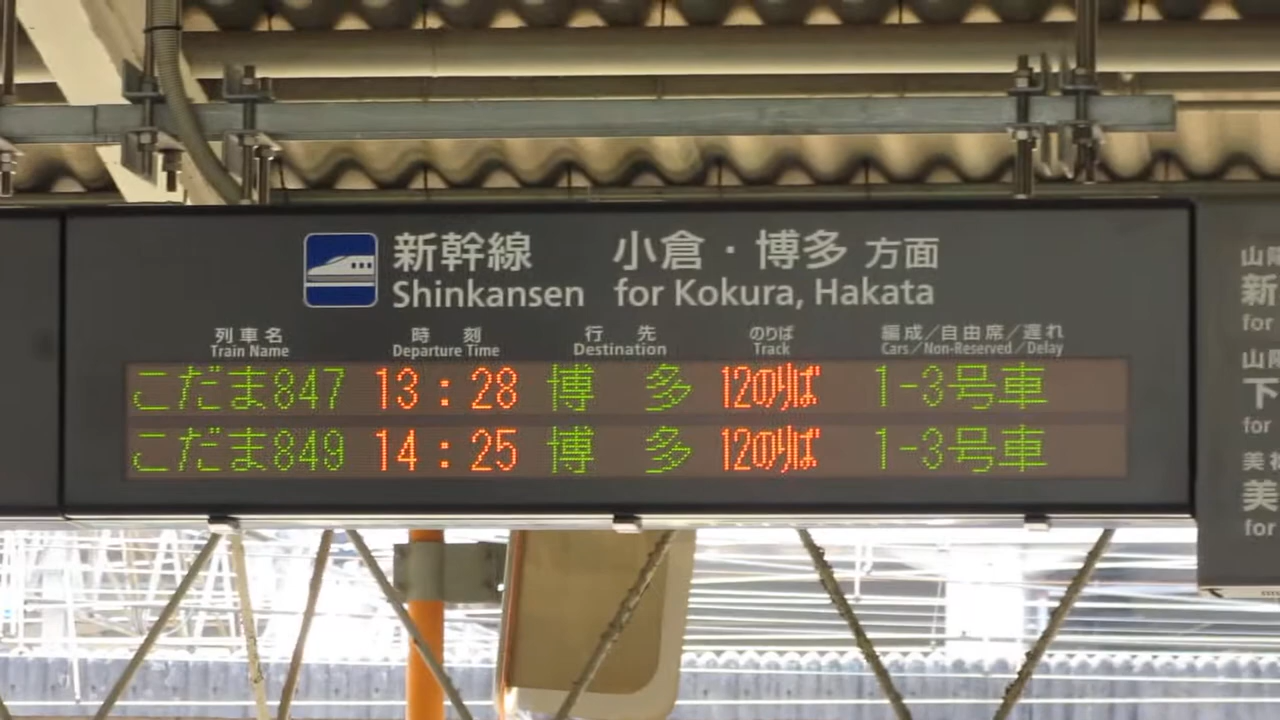 新幹線 小倉・博多 方面
Shinkansen for Kokura, Hakata
列車名 時刻 行先 のりば 編成/自由席/遅れ
Train Name Departure Time Destination Track Cars/Non-Reserved/Delay
こだま847 13:28 博多 12のりば 1-3号車
こだま849 14:25 博多 12のりば 1-3号車
山陽
新
for
山陽
下
for
美
for